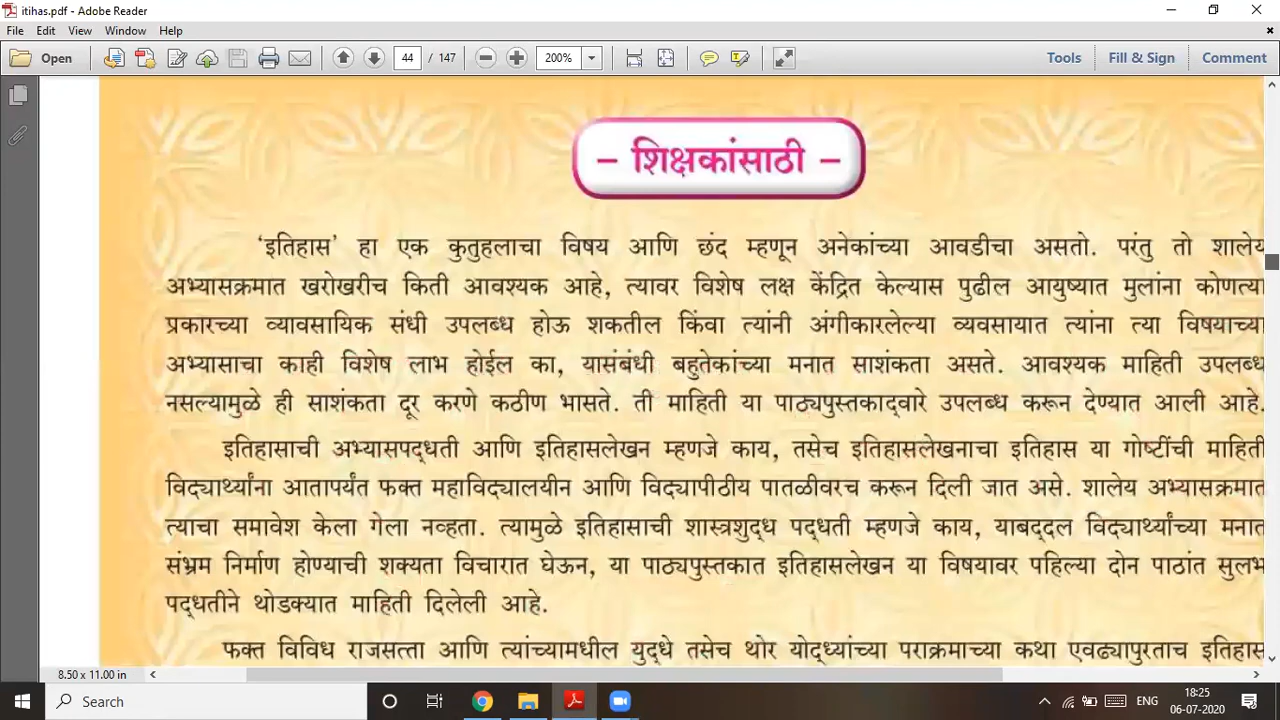 itihas.pdf - Adobe Reader
File Edit View Window Help
Open 44 / 147 200% Tools Fill & Sign Comment
– शिक्षकांसाठी –
'इतिहास' हा एक कुतुहलाचा विषय आणि छंद म्हणून अनेकांच्या आवडीचा असतो. परंतु तो शालेय
अभ्यासक्रमात खरोखरीच किती आवश्यक आहे, त्यावर विशेष लक्ष केंद्रित केल्यास पुढील आयुष्यात मुलांना कोणत्या
प्रकारच्या व्यावसायिक संधी उपलब्ध होऊ शकतील किंवा त्यांनी अंगीकारलेल्या व्यवसायात त्यांना त्या विषयाच्या
अभ्यासाचा काही विशेष लाभ होईल का, यासंबंधी बहुतेकांच्या मनात साशंकता असते. आवश्यक माहिती उपलब्ध
नसल्यामुळे ही साशंकता दूर करणे कठीण भासते. ती माहिती या पाठ्यपुस्तकाद्वारे उपलब्ध करून देण्यात आली आहे.
इतिहासाची अभ्यासपद्धती आणि इतिहासलेखन म्हणजे काय, तसेच इतिहासलेखनाचा इतिहास या गोष्टींची माहिती
विद्यार्थ्यांना आतापर्यंत फक्त महाविद्यालयीन आणि विद्यापीठीय पातळीवरच करून दिली जात असे. शालेय अभ्यासक्रमात
त्याचा समावेश केला गेला नव्हता. त्यामुळे इतिहासाची शास्त्रशुद्ध पद्धती म्हणजे काय, याबद्दल विद्यार्थ्यांच्या मनात
संभ्रम निर्माण होण्याची शक्यता विचारात घेऊन, या पाठ्यपुस्तकात इतिहासलेखन या विषयावर पहिल्या दोन पाठांत सुलभ
पद्धतीने थोडक्यात माहिती दिलेली आहे.
फक्त विविध राजसत्ता आणि त्यांच्यामधील युद्धे तसेच थोर योद्ध्यांच्या पराक्रमाच्या कथा एवढ्यापुरताच इतिहास
8.50 x 11.00 in
Search ENG 18:25
06-07-2020